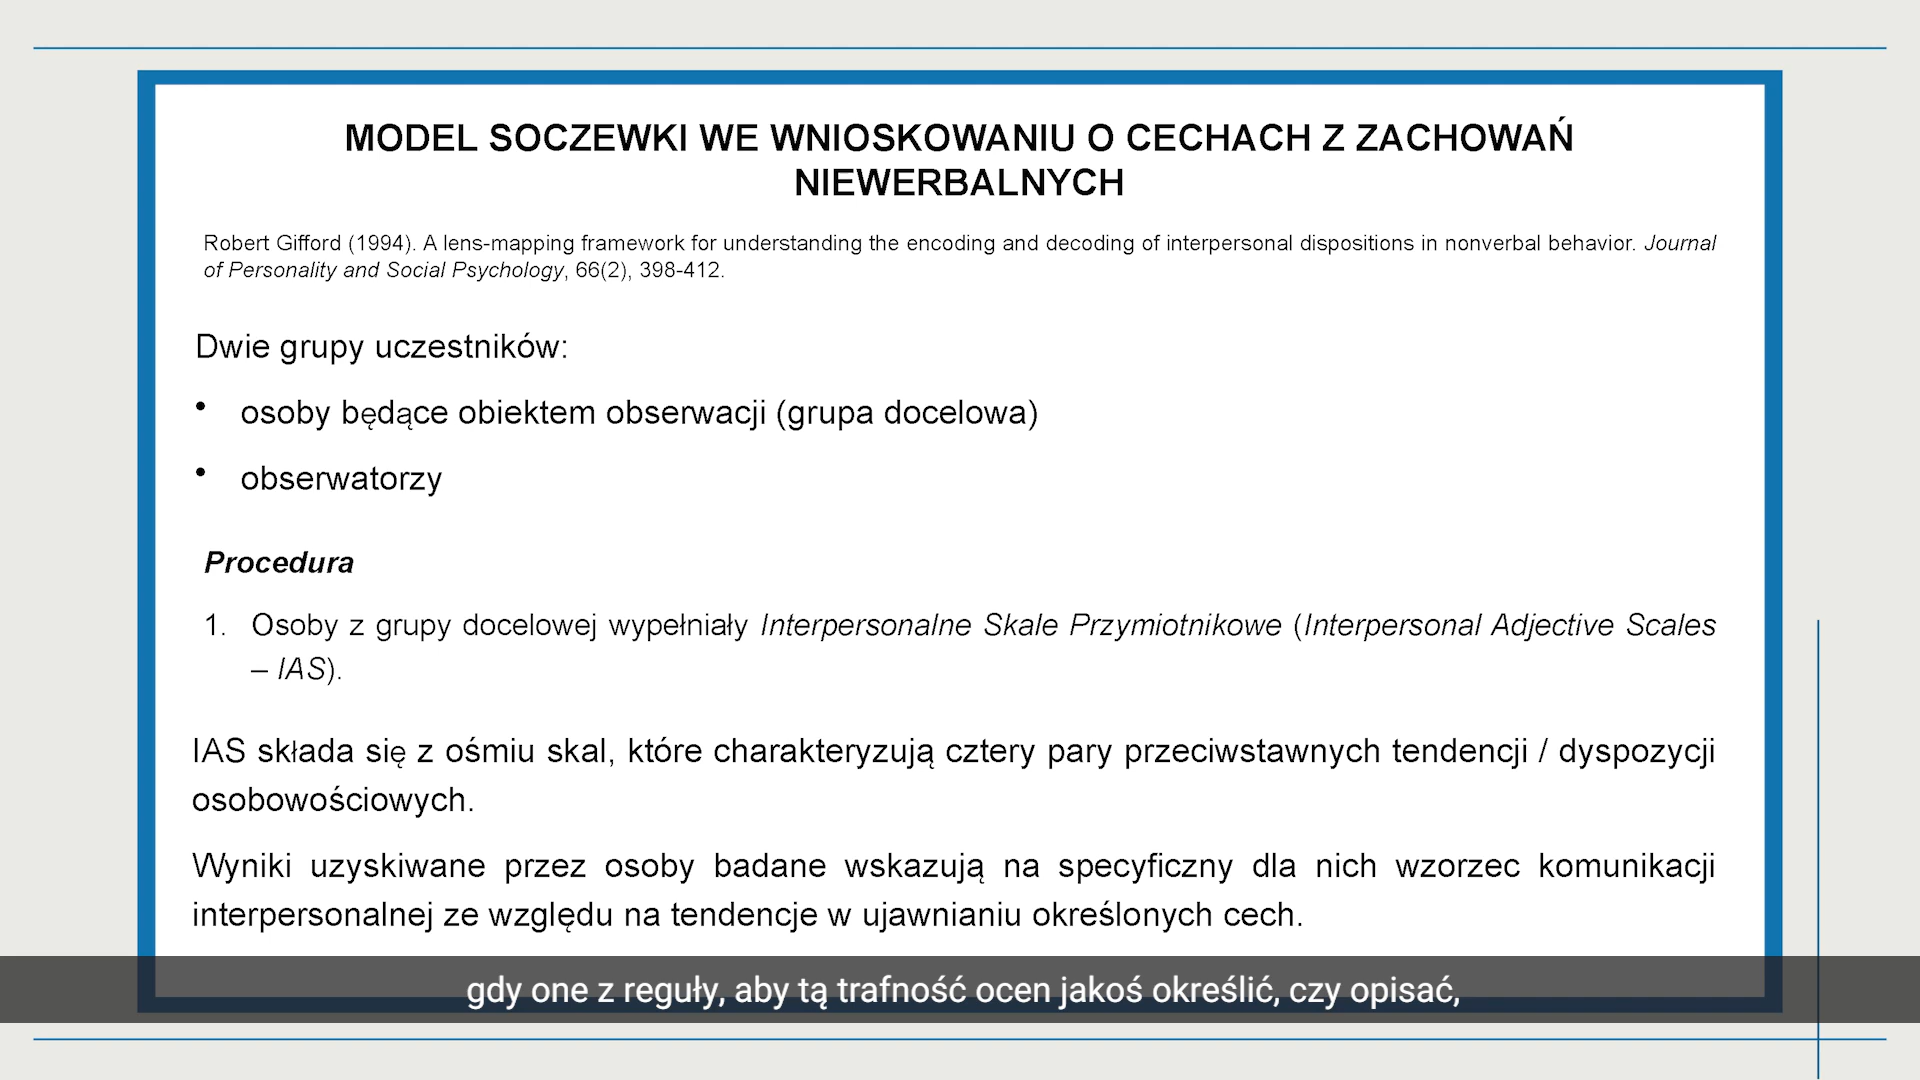 MODEL SOCZEWKI WE WNIOSKOWANIU O CECHACH Z ZACHOWAŃ
NIEWERBALNYCH
Robert Gifford (1994). A lens-mapping framework for understanding the encoding and decoding of interpersonal dispositions in nonverbal behavior. Journal
of Personality and Social Psychology, 66(2), 398-412.
Dwie grupy uczestników:
• osoby będące obiektem obserwacji (grupa docelowa)
• obserwatorzy
Procedura
1. Osoby z grupy docelowej wypełniały Interpersonalne Skale Przymiotnikowe (Interpersonal Adjective Scales
– IAS).
IAS składa się z ośmiu skal, które charakteryzują cztery pary przeciwstawnych tendencji / dyspozycji
osobowościowych.
Wyniki uzyskiwane przez osoby badane wskazują na specyficzny dla nich wzorzec komunikacji
interpersonalnej ze względu na tendencje w ujawnianiu określonych cech.
gdy one z reguły, aby tą trafność ocen jakoś określić, czy opisać,